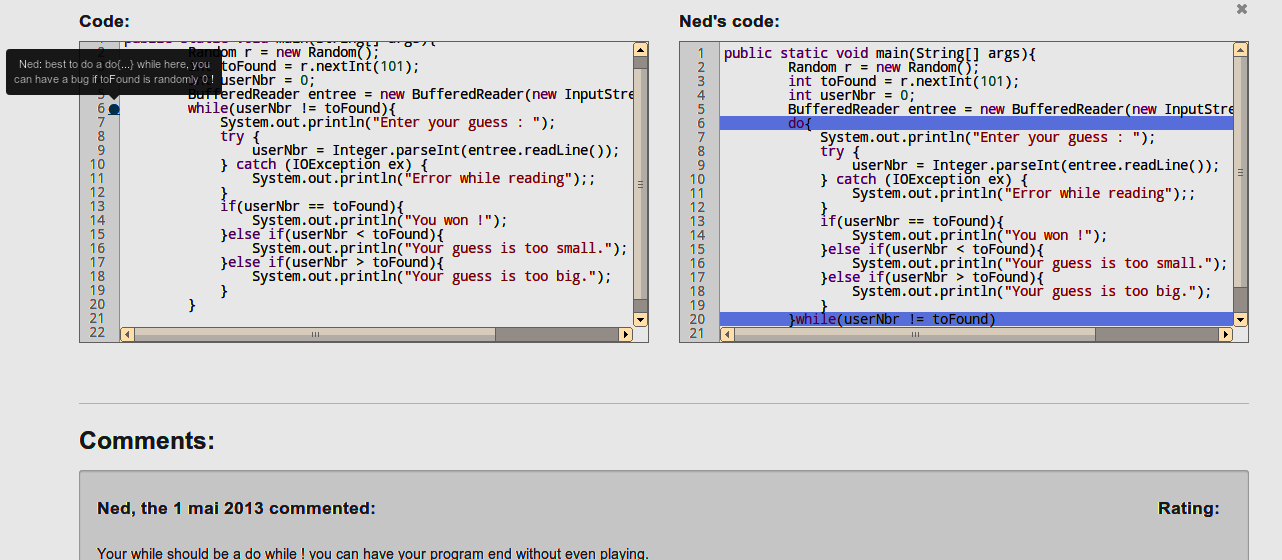 Code:
Ned's code:
Ned: best to do a do{...} while here, you
can have a bug if toFound is randomly 0 !
public static void main(String[] args){
2 Random r = new Random();
toFound = r.nextInt(101);
userNbr = 0;
5 BufferedReader entree = new BufferedReader(new InputStre
6 while(userNbr != toFound){
7 System.out.println("Enter your guess : ");
8 try {
9 userNbr = Integer.parseInt(entree.readLine());
10 } catch (IOException ex) {
11 System.out.println("Error while reading");;
12 }
13 if(userNbr == toFound){
14 System.out.println("You won !");
15 }else if(userNbr < toFound){
16 System.out.println("Your guess is too small.");
17 }else if(userNbr > toFound){
18 System.out.println("Your guess is too big.");
19 }
20 }
21
22
1 public static void main(String[] args){
2 Random r = new Random();
3 int toFound = r.nextInt(101);
4 int userNbr = 0;
5 BufferedReader entree = new BufferedReader(new InputStre
6 do{
7 System.out.println("Enter your guess : ");
8 try {
9 userNbr = Integer.parseInt(entree.readLine());
10 } catch (IOException ex) {
11 System.out.println("Error while reading");;
12 }
13 if(userNbr == toFound){
14 System.out.println("You won !");
15 }else if(userNbr < toFound){
16 System.out.println("Your guess is too small.");
17 }else if(userNbr > toFound){
18 System.out.println("Your guess is too big.");
19 }
20 }while(userNbr != toFound)
21
Comments:
Ned, the 1 mai 2013 commented:
Rating:
Your while should be a do while ! you can have your program end without even playing.